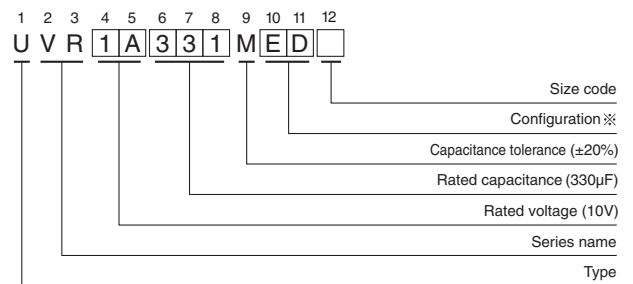 1 2 3 4 5 6 7 8 9 10 11 12
U V R 1 A 3 3 1 M E D
Size code
Configuration※
Capacitance tolerance (±20%)
Rated capacitance (330µF)
Rated voltage (10V)
Series name
Type